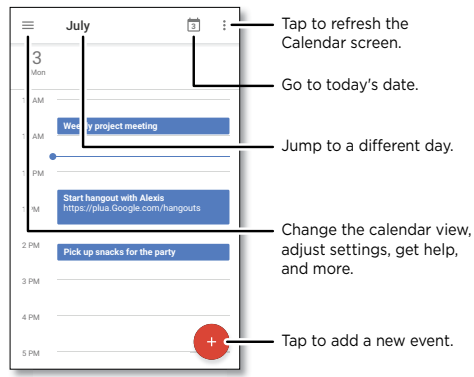 July
3
3
Mon
AM
Weekly project meeting
AM
PM
Start hangout with Alexis
https://plua.Google.com/hangouts
PM
2 PM
Pick up snacks for the party
3 PM
4 PM
+
5 PM
Tap to refresh the
Calendar screen.
Go to today's date.
Jump to a different day.
Change the calendar view,
adjust settings, get help,
and more.
Tap to add a new event.